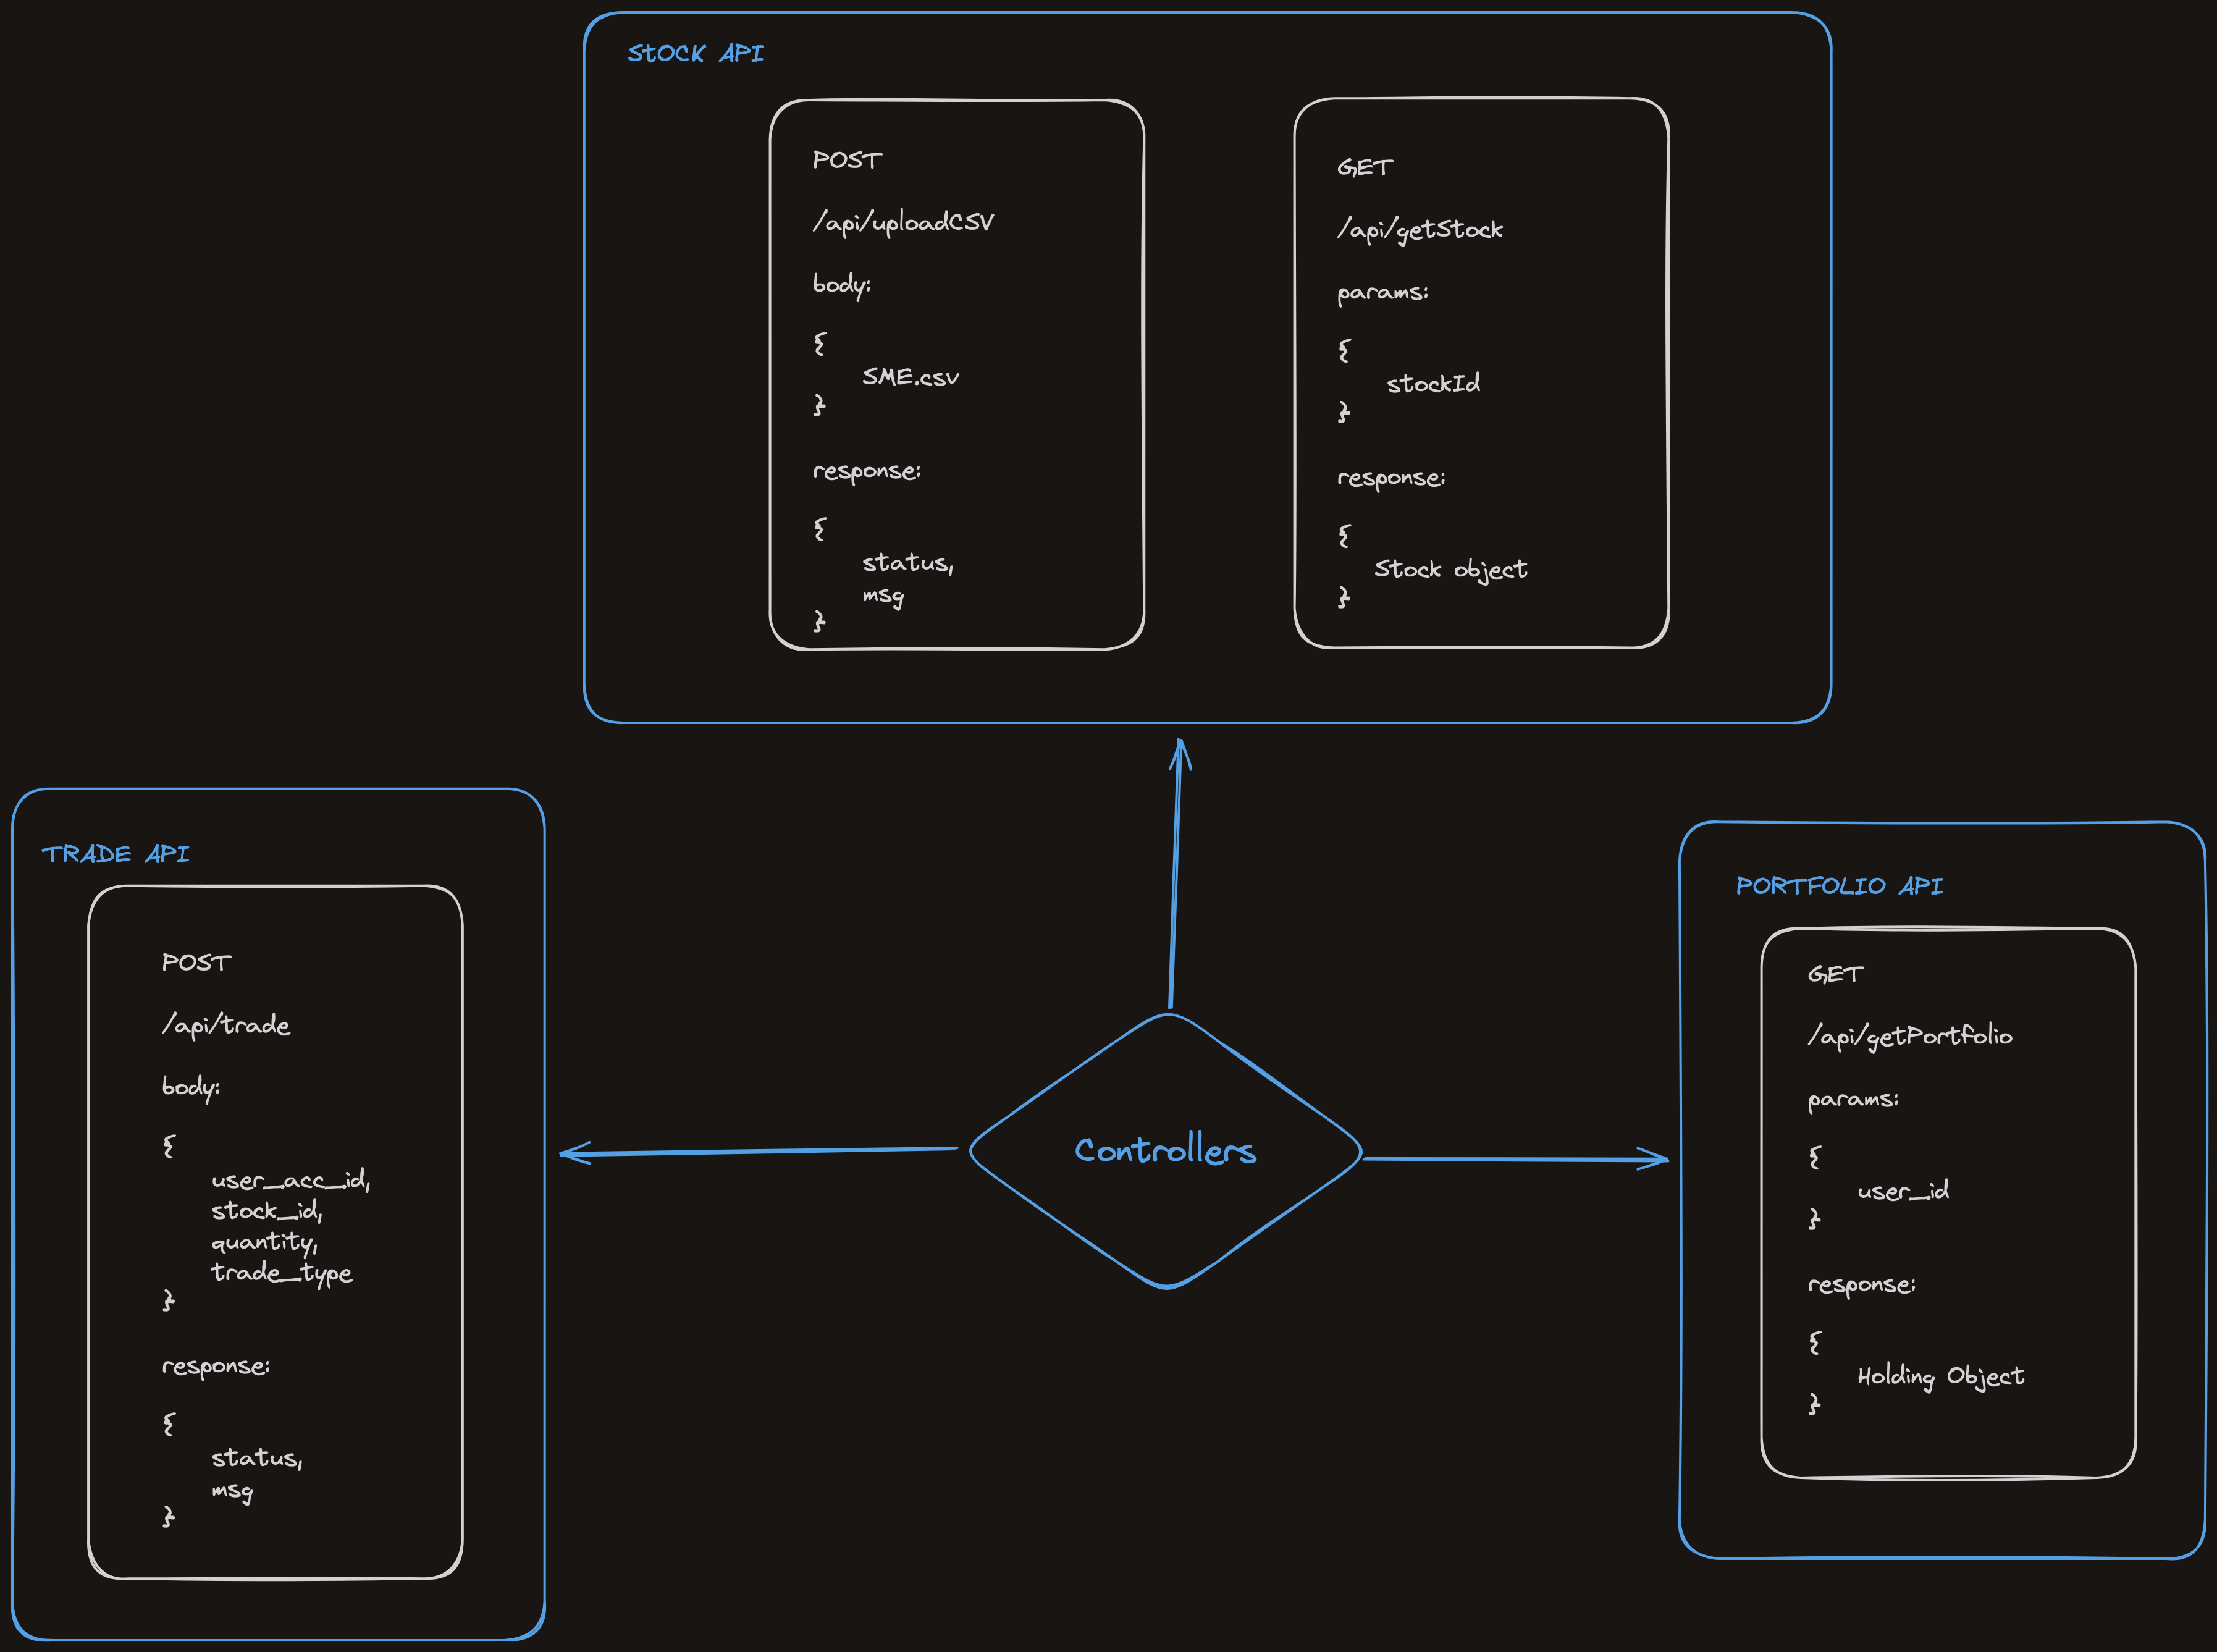 STOCK API
POST
/api/uploadCSV
body:
{
SME.csv
}
response:
{
status,
msg
}
GET
/api/getStock
params:
{
stockId
}
response:
{
Stock object
}
TRADE API
POST
/api/trade
body:
{
user_acc_id,
stock_id,
quantity,
trade_type
}
response:
{
status,
msg
}
Controllers
PORTFOLIO API
GET
/api/getPortfolio
params:
{
user_id
}
response:
{
Holding Object
}